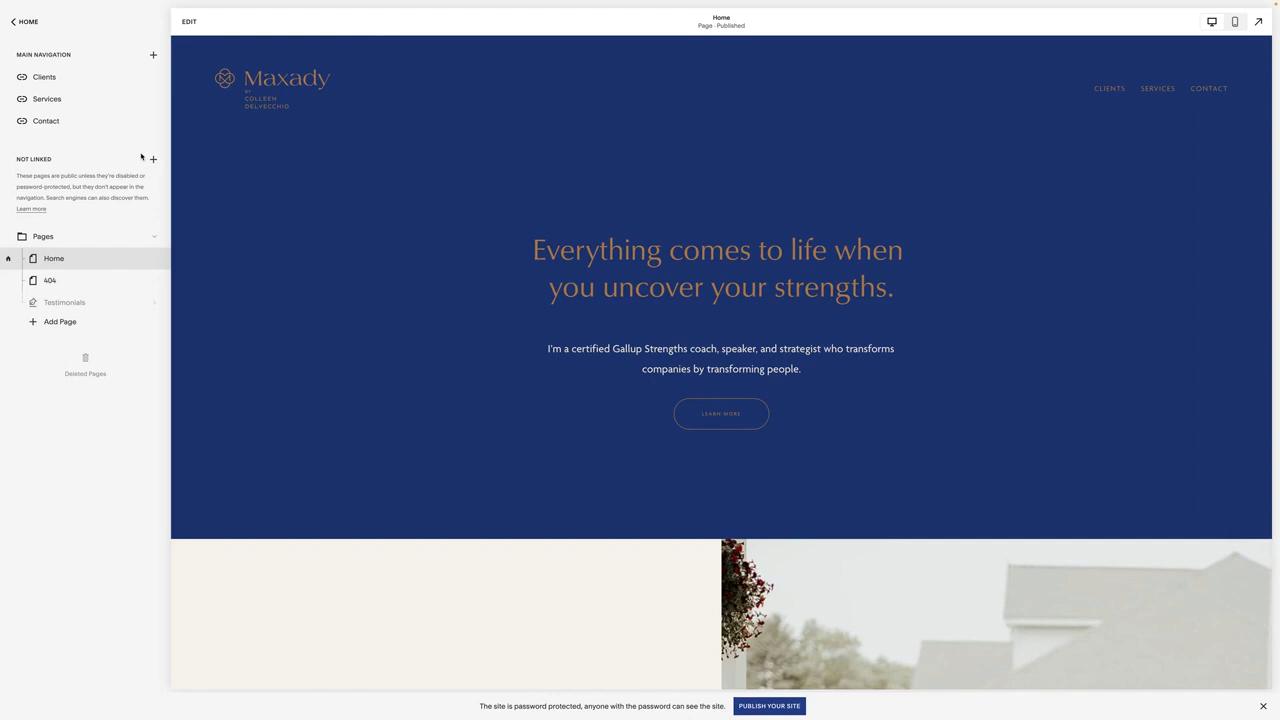 HOME
MAIN NAVIGATION
Clients
Services
Contact
NOT LINKED
These pages are public unless they're disabled or
password-protected, but they don't appear in the
navigation. Search engines can also discover them.
Learn more
Pages
Home
404
Testimonials
Add Page
Deleted Pages
EDIT
Home
Page · Published
Maxady
BY
COLLEEN
DELVECCHIO
CLIENTS SERVICES CONTACT
Everything comes to life when
you uncover your strengths.
I'm a certified Gallup Strengths coach, speaker, and strategist who transforms
companies by transforming people.
LEARN MORE
The site is password protected, anyone with the password can see the site. PUBLISH YOUR SITE